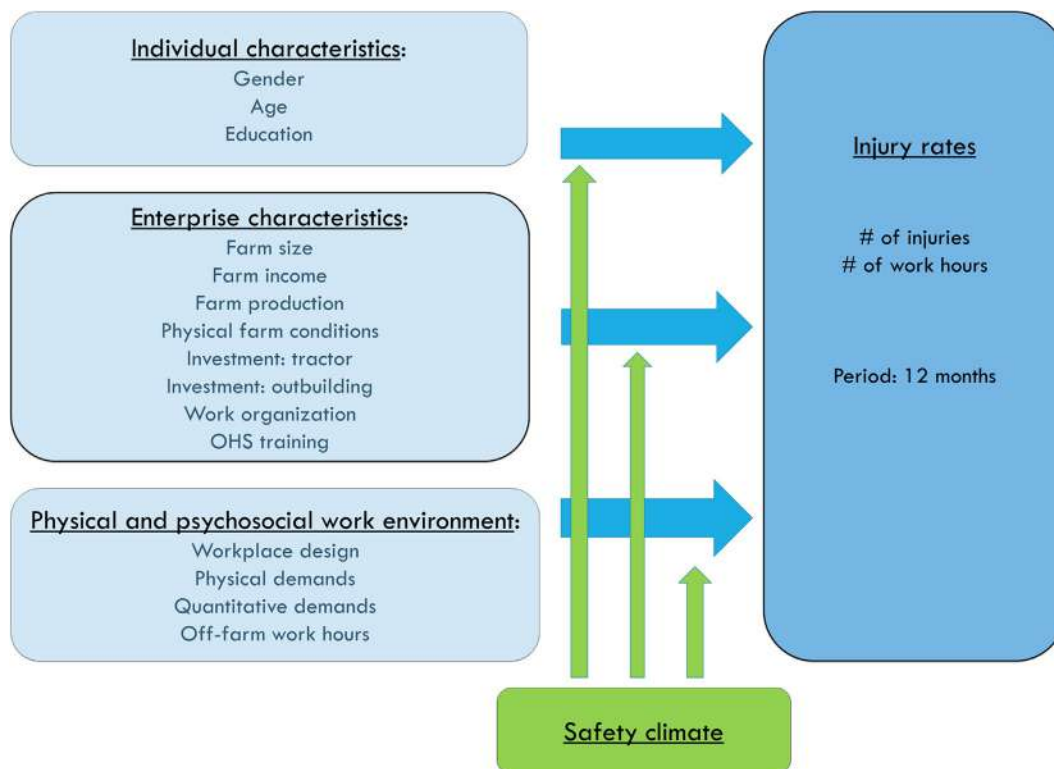 Individual characteristics:
Gender
Age
Education
Enterprise characteristics:
Farm size
Farm income
Farm production
Physical farm conditions
Investment: tractor
Investment: outbuilding
Work organization
OHS training
Physical and psychosocial work environment:
Workplace design
Physical demands
Quantitative demands
Off-farm work hours
Injury rates
# of injuries
# of work hours
Period: 12 months
Safety climate